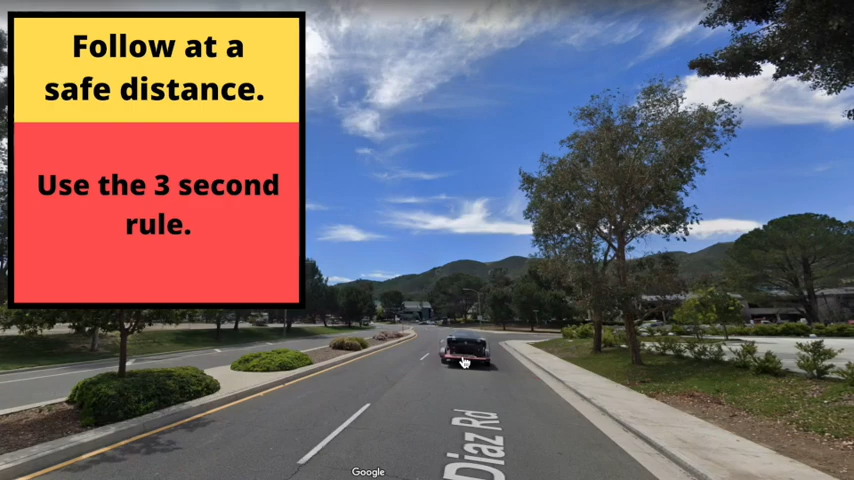 Follow at a
safe distance.
Use the 3 second
rule.
Diaz Rd
Google